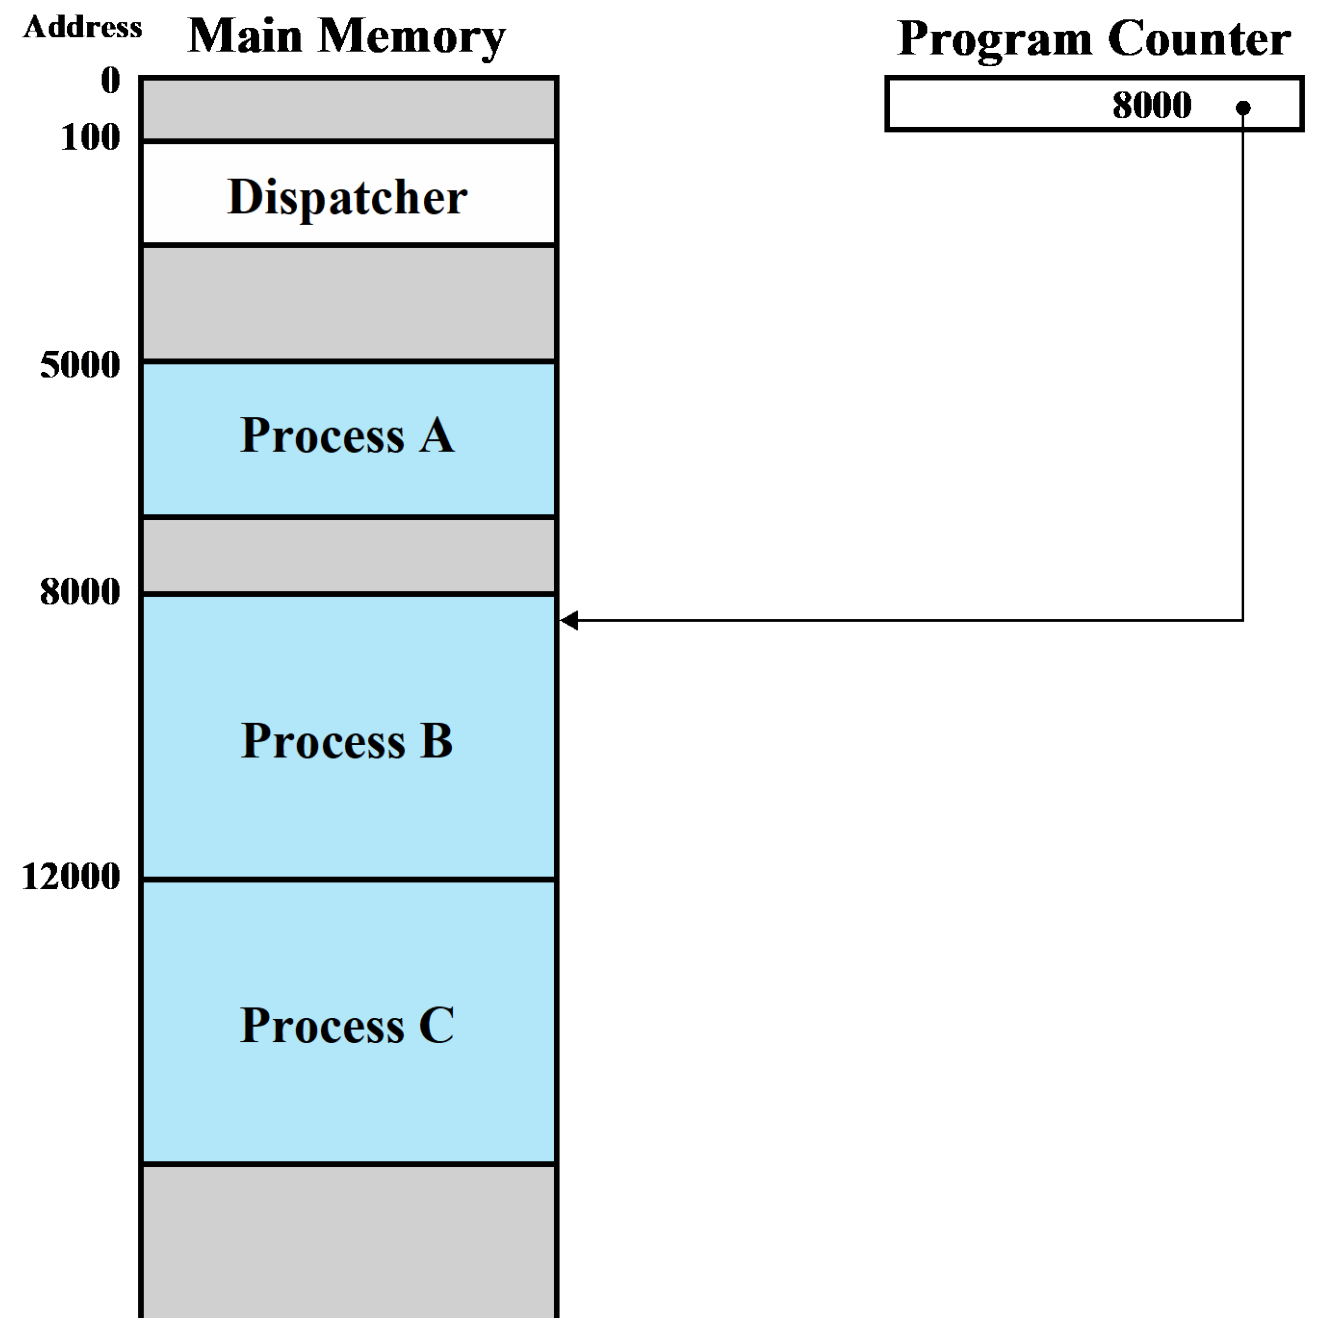 Address
Main Memory
Program Counter
0
8000
100
Dispatcher
5000
Process A
8000
Process B
12000
Process C